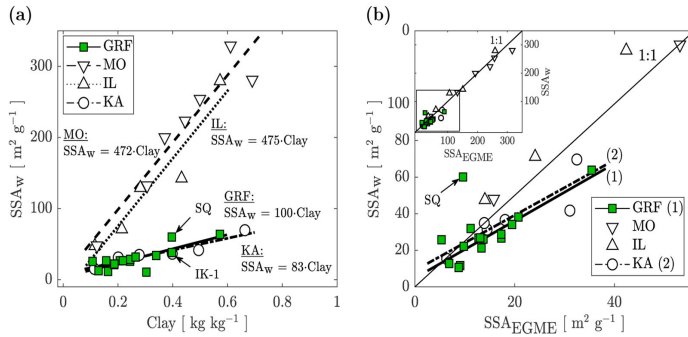 (a)
GRF
MO
IL
KA
MO:
SSAw = 472·Clay
IL:
SSAw = 475·Clay
GRF:
SSAw = 100·Clay
KA:
SSAw = 83·Clay
SQ
IK-1
300
200
100
0
SSAw [ m² g⁻¹ ]
0 0.2 0.4 0.6 0.8 1
Clay [ kg kg⁻¹ ]
(b)
1:1
300
200
100
SSAw
100 200 300
SSAEGME
1:1
(2)
(1)
SQ
GRF (1)
MO
IL
KA (2)
0
100
80
60
40
20
0
SSAw [ m² g⁻¹ ]
0 20 40
SSAEGME [ m² g⁻¹ ]